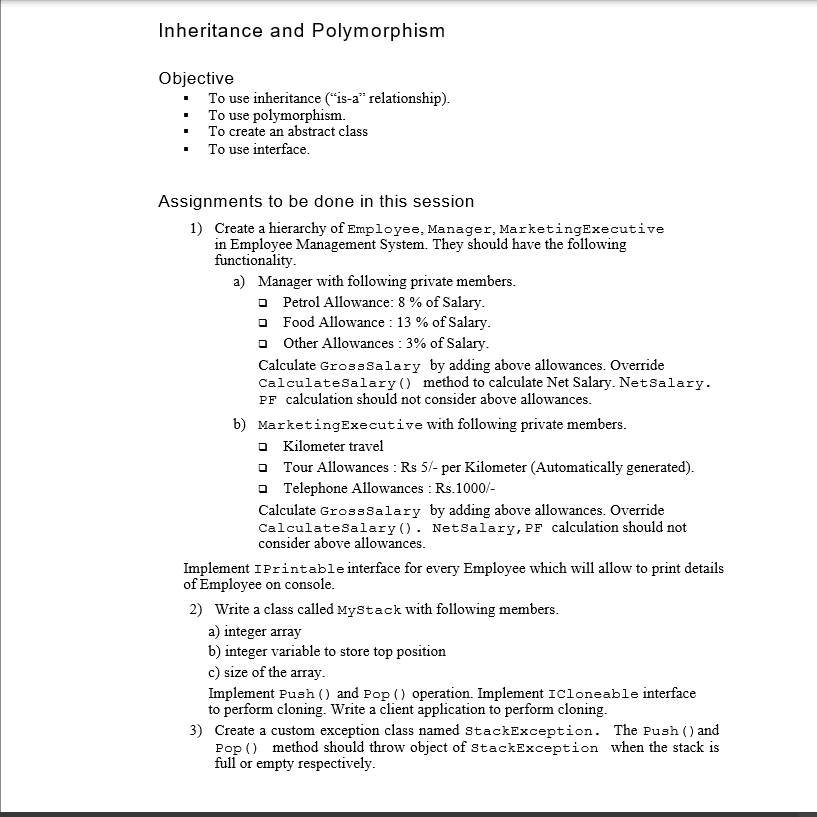 Inheritance and Polymorphism
Objective
▪ To use inheritance (“is-a” relationship).
▪ To use polymorphism.
▪ To create an abstract class
▪ To use interface.
Assignments to be done in this session
1) Create a hierarchy of Employee, Manager, MarketingExecutive
in Employee Management System. They should have the following
functionality.
a) Manager with following private members.
❑ Petrol Allowance: 8 % of Salary.
❑ Food Allowance : 13 % of Salary.
❑ Other Allowances : 3% of Salary.
Calculate GrossSalary by adding above allowances. Override
CalculateSalary() method to calculate Net Salary. NetSalary.
PF calculation should not consider above allowances.
b) MarketingExecutive with following private members.
❑ Kilometer travel
❑ Tour Allowances : Rs 5/- per Kilometer (Automatically generated).
❑ Telephone Allowances : Rs.1000/-
Calculate GrossSalary by adding above allowances. Override
CalculateSalary(). NetSalary, PF calculation should not
consider above allowances.
Implement IPrintable interface for every Employee which will allow to print details
of Employee on console.
2) Write a class called MyStack with following members.
a) integer array
b) integer variable to store top position
c) size of the array.
Implement Push() and Pop() operation. Implement ICloneable interface
to perform cloning. Write a client application to perform cloning.
3) Create a custom exception class named StackException. The Push() and
Pop() method should throw object of StackException when the stack is
full or empty respectively.